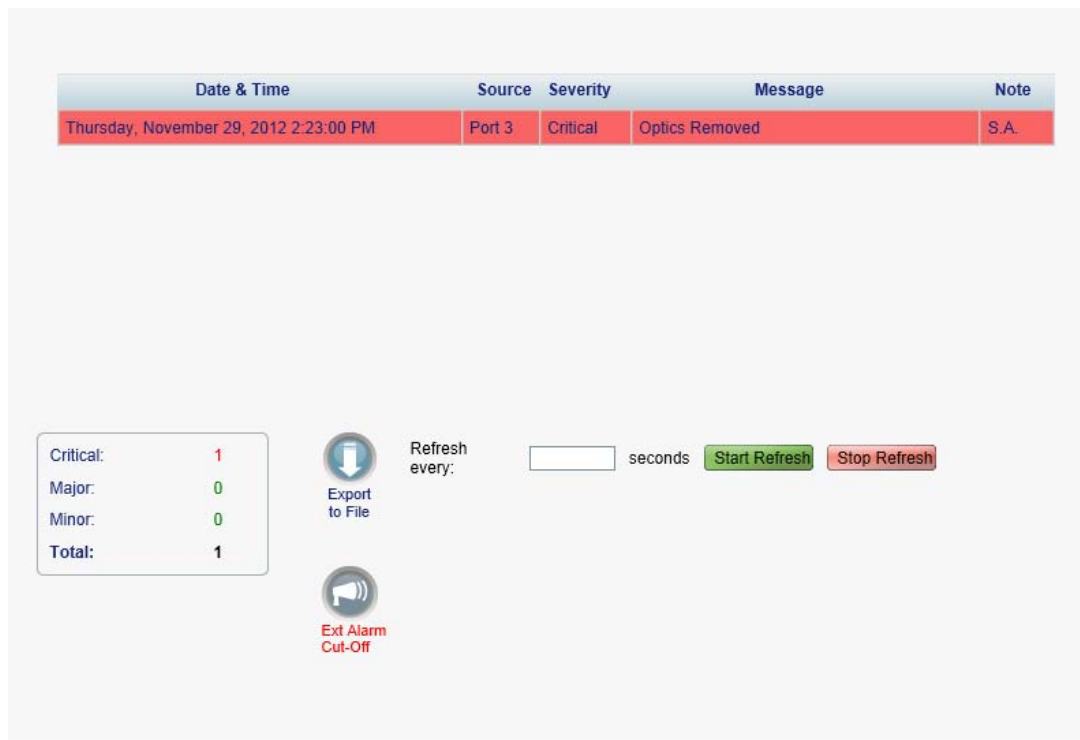 Date & Time Source Severity Message Note
Thursday, November 29, 2012 2:23:00 PM Port 3 Critical Optics Removed S.A.
Critical: 1
Major: 0
Minor: 0
Total: 1
Export
to File
Refresh
every:
seconds
Start Refresh
Stop Refresh
Ext Alarm
Cut-Off